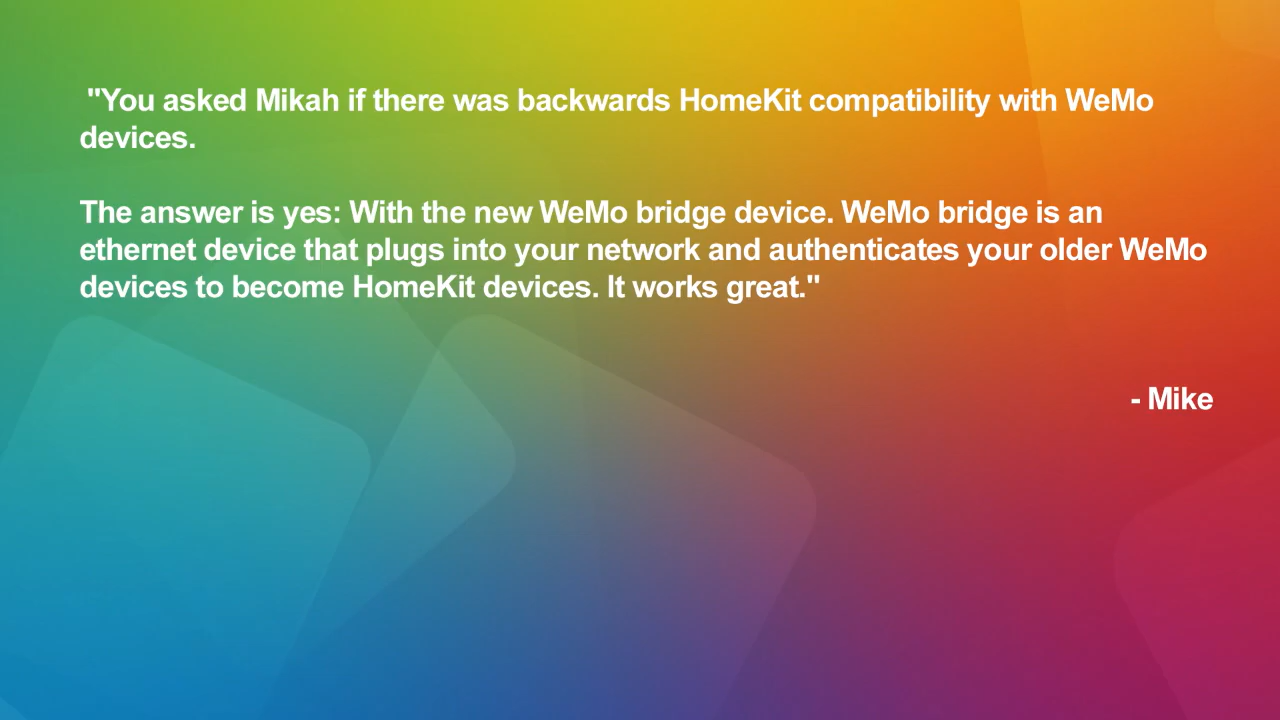 "You asked Mikah if there was backwards HomeKit compatibility with WeMo
devices.
The answer is yes: With the new WeMo bridge device. WeMo bridge is an
ethernet device that plugs into your network and authenticates your older WeMo
devices to become HomeKit devices. It works great."
- Mike